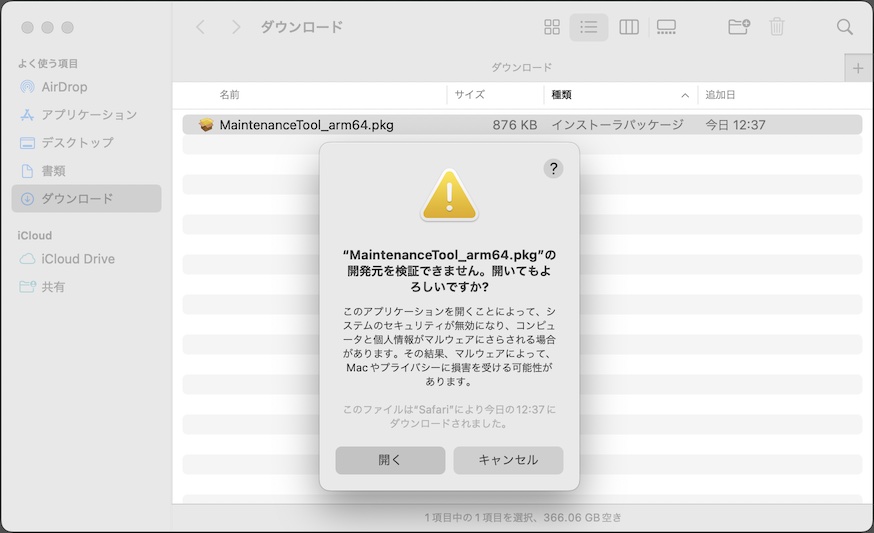 ダウンロード
よく使う項目
AirDrop
アプリケーション
デスクトップ
書類
ダウンロード
iCloud
iCloud Drive
共有
ダウンロード
名前 サイズ 種類 追加日
MaintenanceTool_arm64.pkg 876 KB インストーラパッケージ 今日 12:37
?
“MaintenanceTool_arm64.pkg”の
開発元を検証できません。開いてもよ
ろしいですか?
このアプリケーションを開くことによって、シ
ステムのセキュリティが無効になり、コンピュ
ータと個人情報がマルウェアにさらされる場合
があります。その結果、マルウェアによって、
Macやプライバシーに損害を受ける可能性が
あります。
このファイルは“Safari”により今日の12:37に
ダウンロードされました。
開く キャンセル
1項目中の1項目を選択、366.06 GB空き